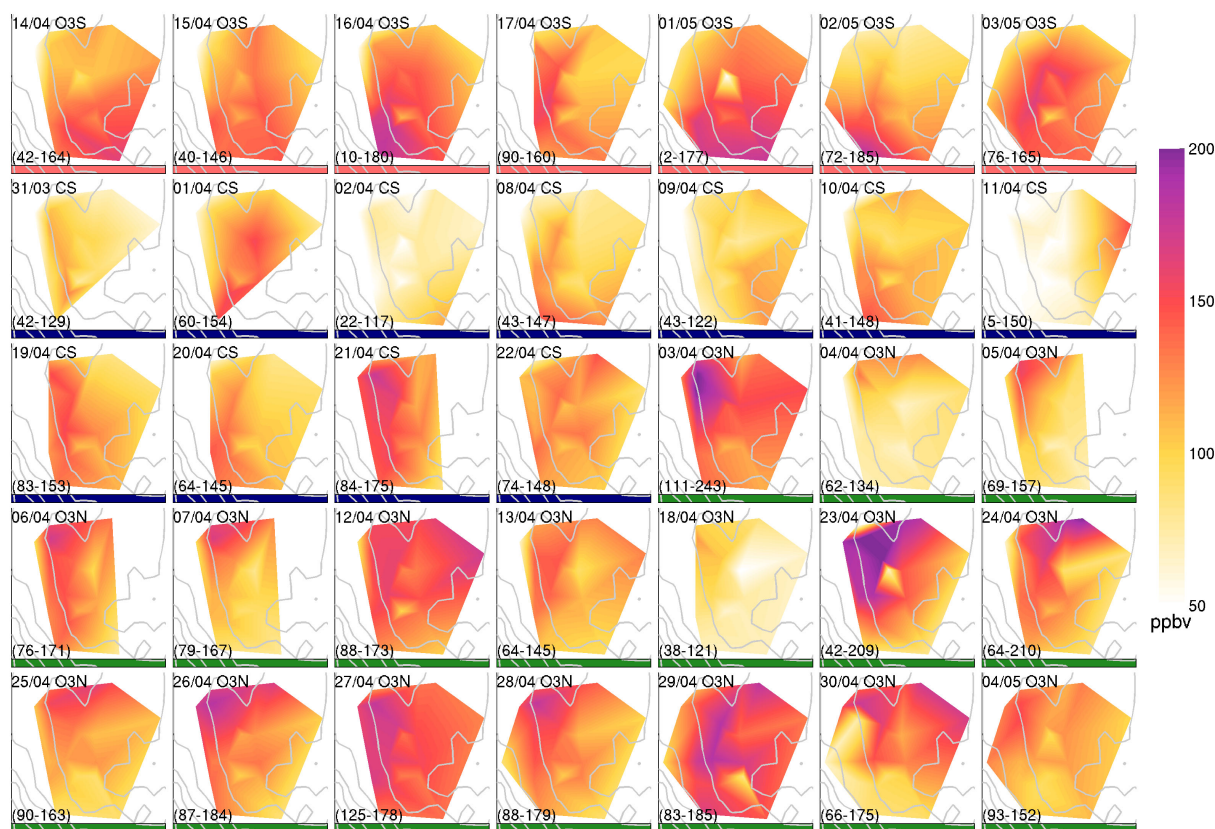 14/04 O3S
15/04 O3S
16/04 O3S
17/04 O3S
01/05 O3S
02/05 O3S
03/05 O3S
(42-164)
(40-146)
(10-180)
(90-160)
(2-177)
(72-185)
(76-165)
31/03 CS
01/04 CS
02/04 CS
08/04 CS
09/04 CS
10/04 CS
11/04 CS
(42-129)
(60-154)
(22-117)
(43-147)
(43-122)
(41-148)
(5-150)
19/04 CS
20/04 CS
21/04 CS
22/04 CS
03/04 O3N
04/04 O3N
05/04 O3N
(83-153)
(64-145)
(84-175)
(74-148)
(111-243)
(62-134)
(69-157)
06/04 O3N
07/04 O3N
12/04 O3N
13/04 O3N
18/04 O3N
23/04 O3N
24/04 O3N
(76-171)
(79-167)
(88-173)
(64-145)
(38-121)
(42-209)
(64-210)
25/04 O3N
26/04 O3N
27/04 O3N
28/04 O3N
29/04 O3N
30/04 O3N
04/05 O3N
(90-163)
(87-184)
(125-178)
(88-179)
(83-185)
(66-175)
(93-152)
200
150
100
50
ppbv